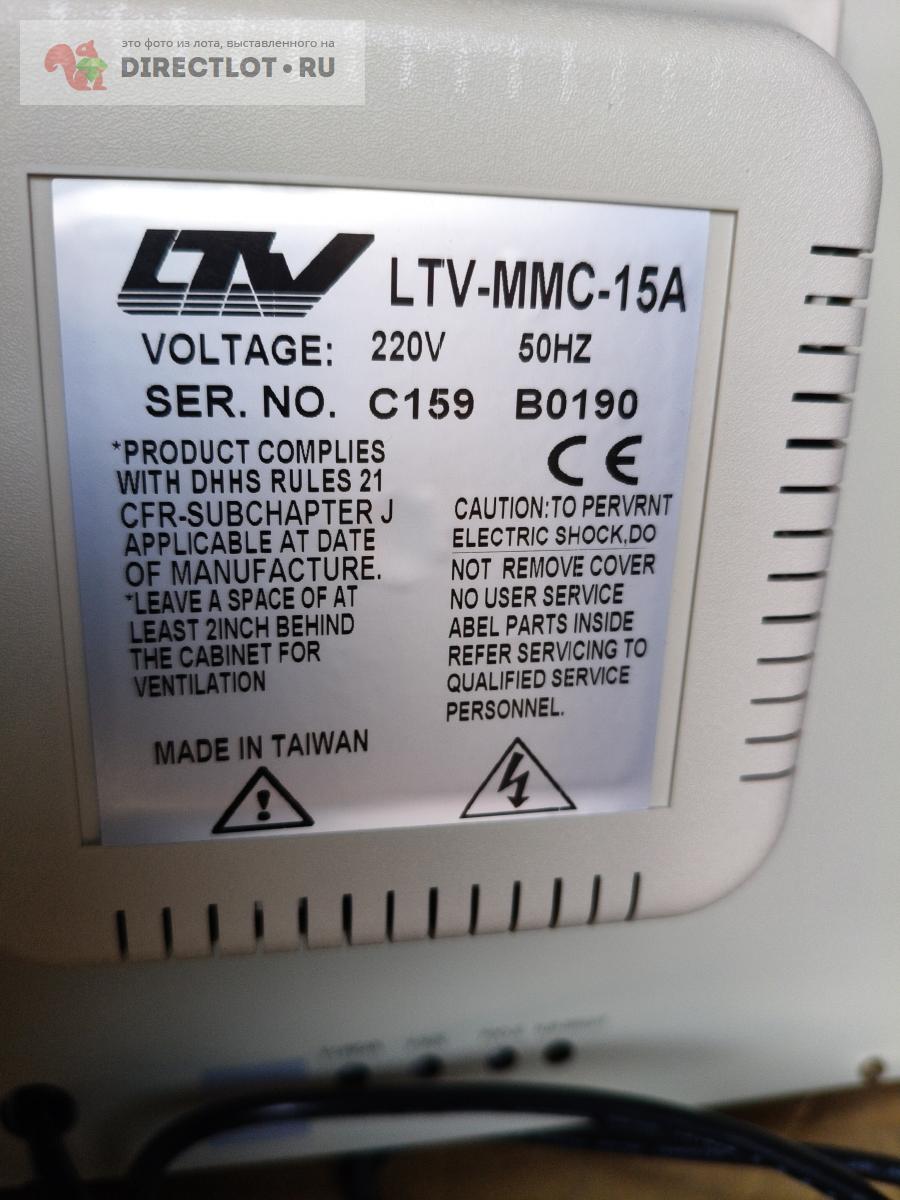 это фото из лота, выставленного на
DIRECTLOT•RU
LTV LTV-MMC-15A
VOLTAGE: 220V 50HZ
SER. NO. C159 B0190
*PRODUCT COMPLIES
WITH DHHS RULES 21
CFR-SUBCHAPTER J
APPLICABLE AT DATE
OF MANUFACTURE.
*LEAVE A SPACE OF AT
LEAST 2INCH BEHIND
THE CABINET FOR
VENTILATION
MADE IN TAIWAN
CE
CAUTION:TO PERVRNT
ELECTRIC SHOCK,DO
NOT REMOVE COVER
NO USER SERVICE
ABEL PARTS INSIDE
REFER SERVICING TO
QUALIFIED SERVICE
PERSONNEL.